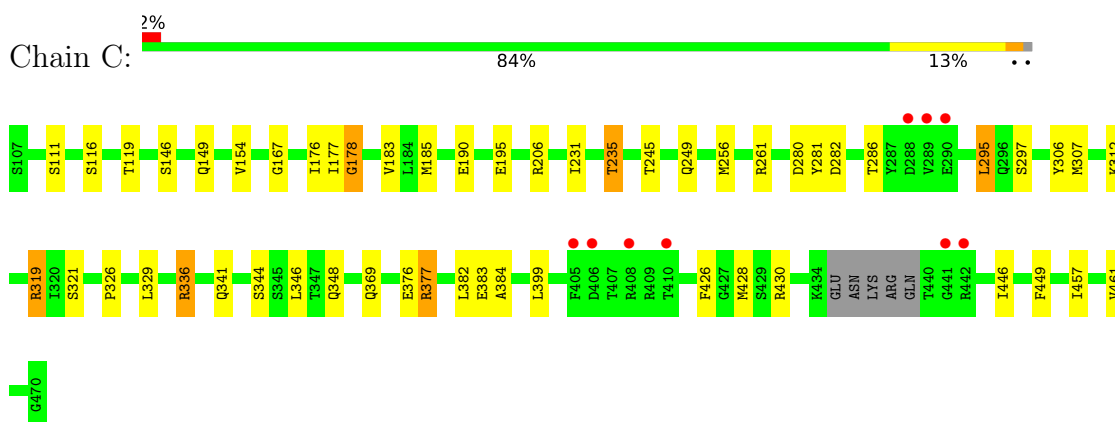 2%
Chain C:
84% 13% • •
S107 S111 S116 T119 S146 Q149 V154 G167 I176 I177 G178 V183 L184 M185 E190 E195 R206 I231 T235 T245 Q249 M256 R261 D280 Y281 D282 T286 Y287 D288 V289 E290 L295 Q296 S297 Y306 M307 K312
R319 I320 S321 P326 L329 R336 Q341 S344 S345 L346 T347 Q348 Q369 E376 R377 L382 E383 A384 L399 F405 D406 T407 R408 R409 T410 F426 G427 M428 S429 R430 K434 GLU ASN LYS ARG GLN T440 G441 R442 I446 F449 I457 V461
G470